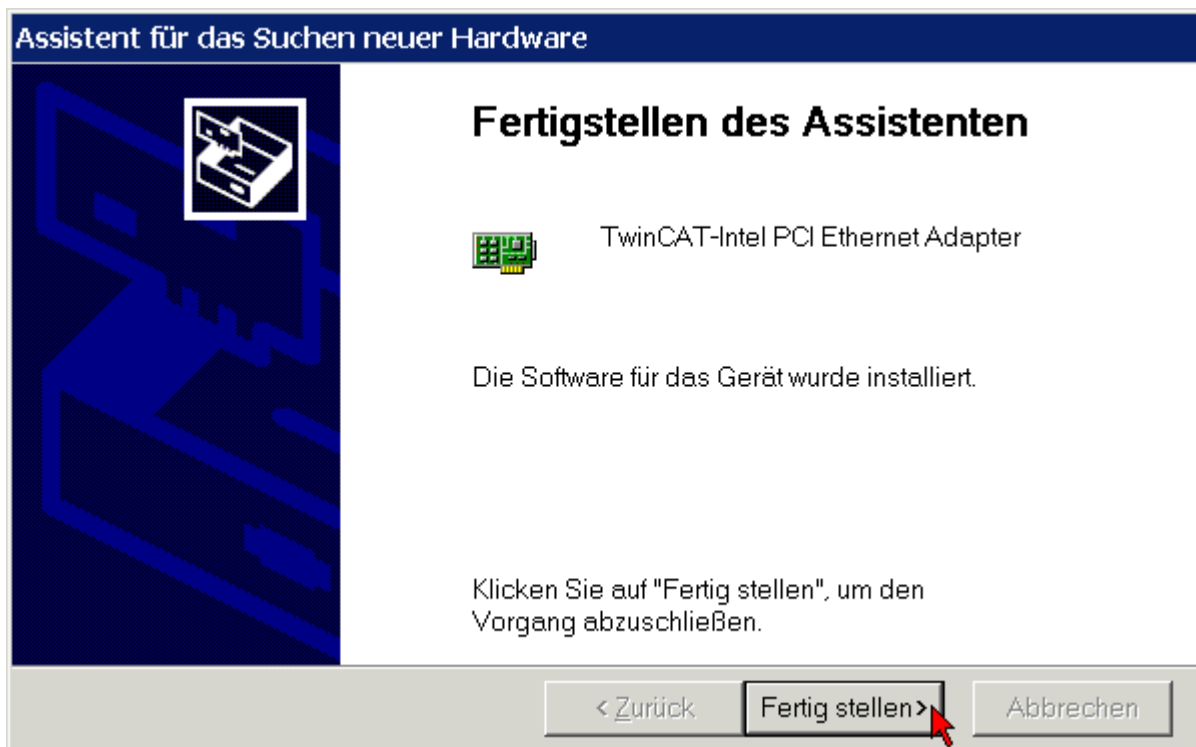 Assistent für das Suchen neuer Hardware
Fertigstellen des Assistenten
TwinCAT-Intel PCI Ethernet Adapter
Die Software für das Gerät wurde installiert.
Klicken Sie auf "Fertig stellen", um den
Vorgang abzuschließen.
< Zurück Fertig stellen> Abbrechen